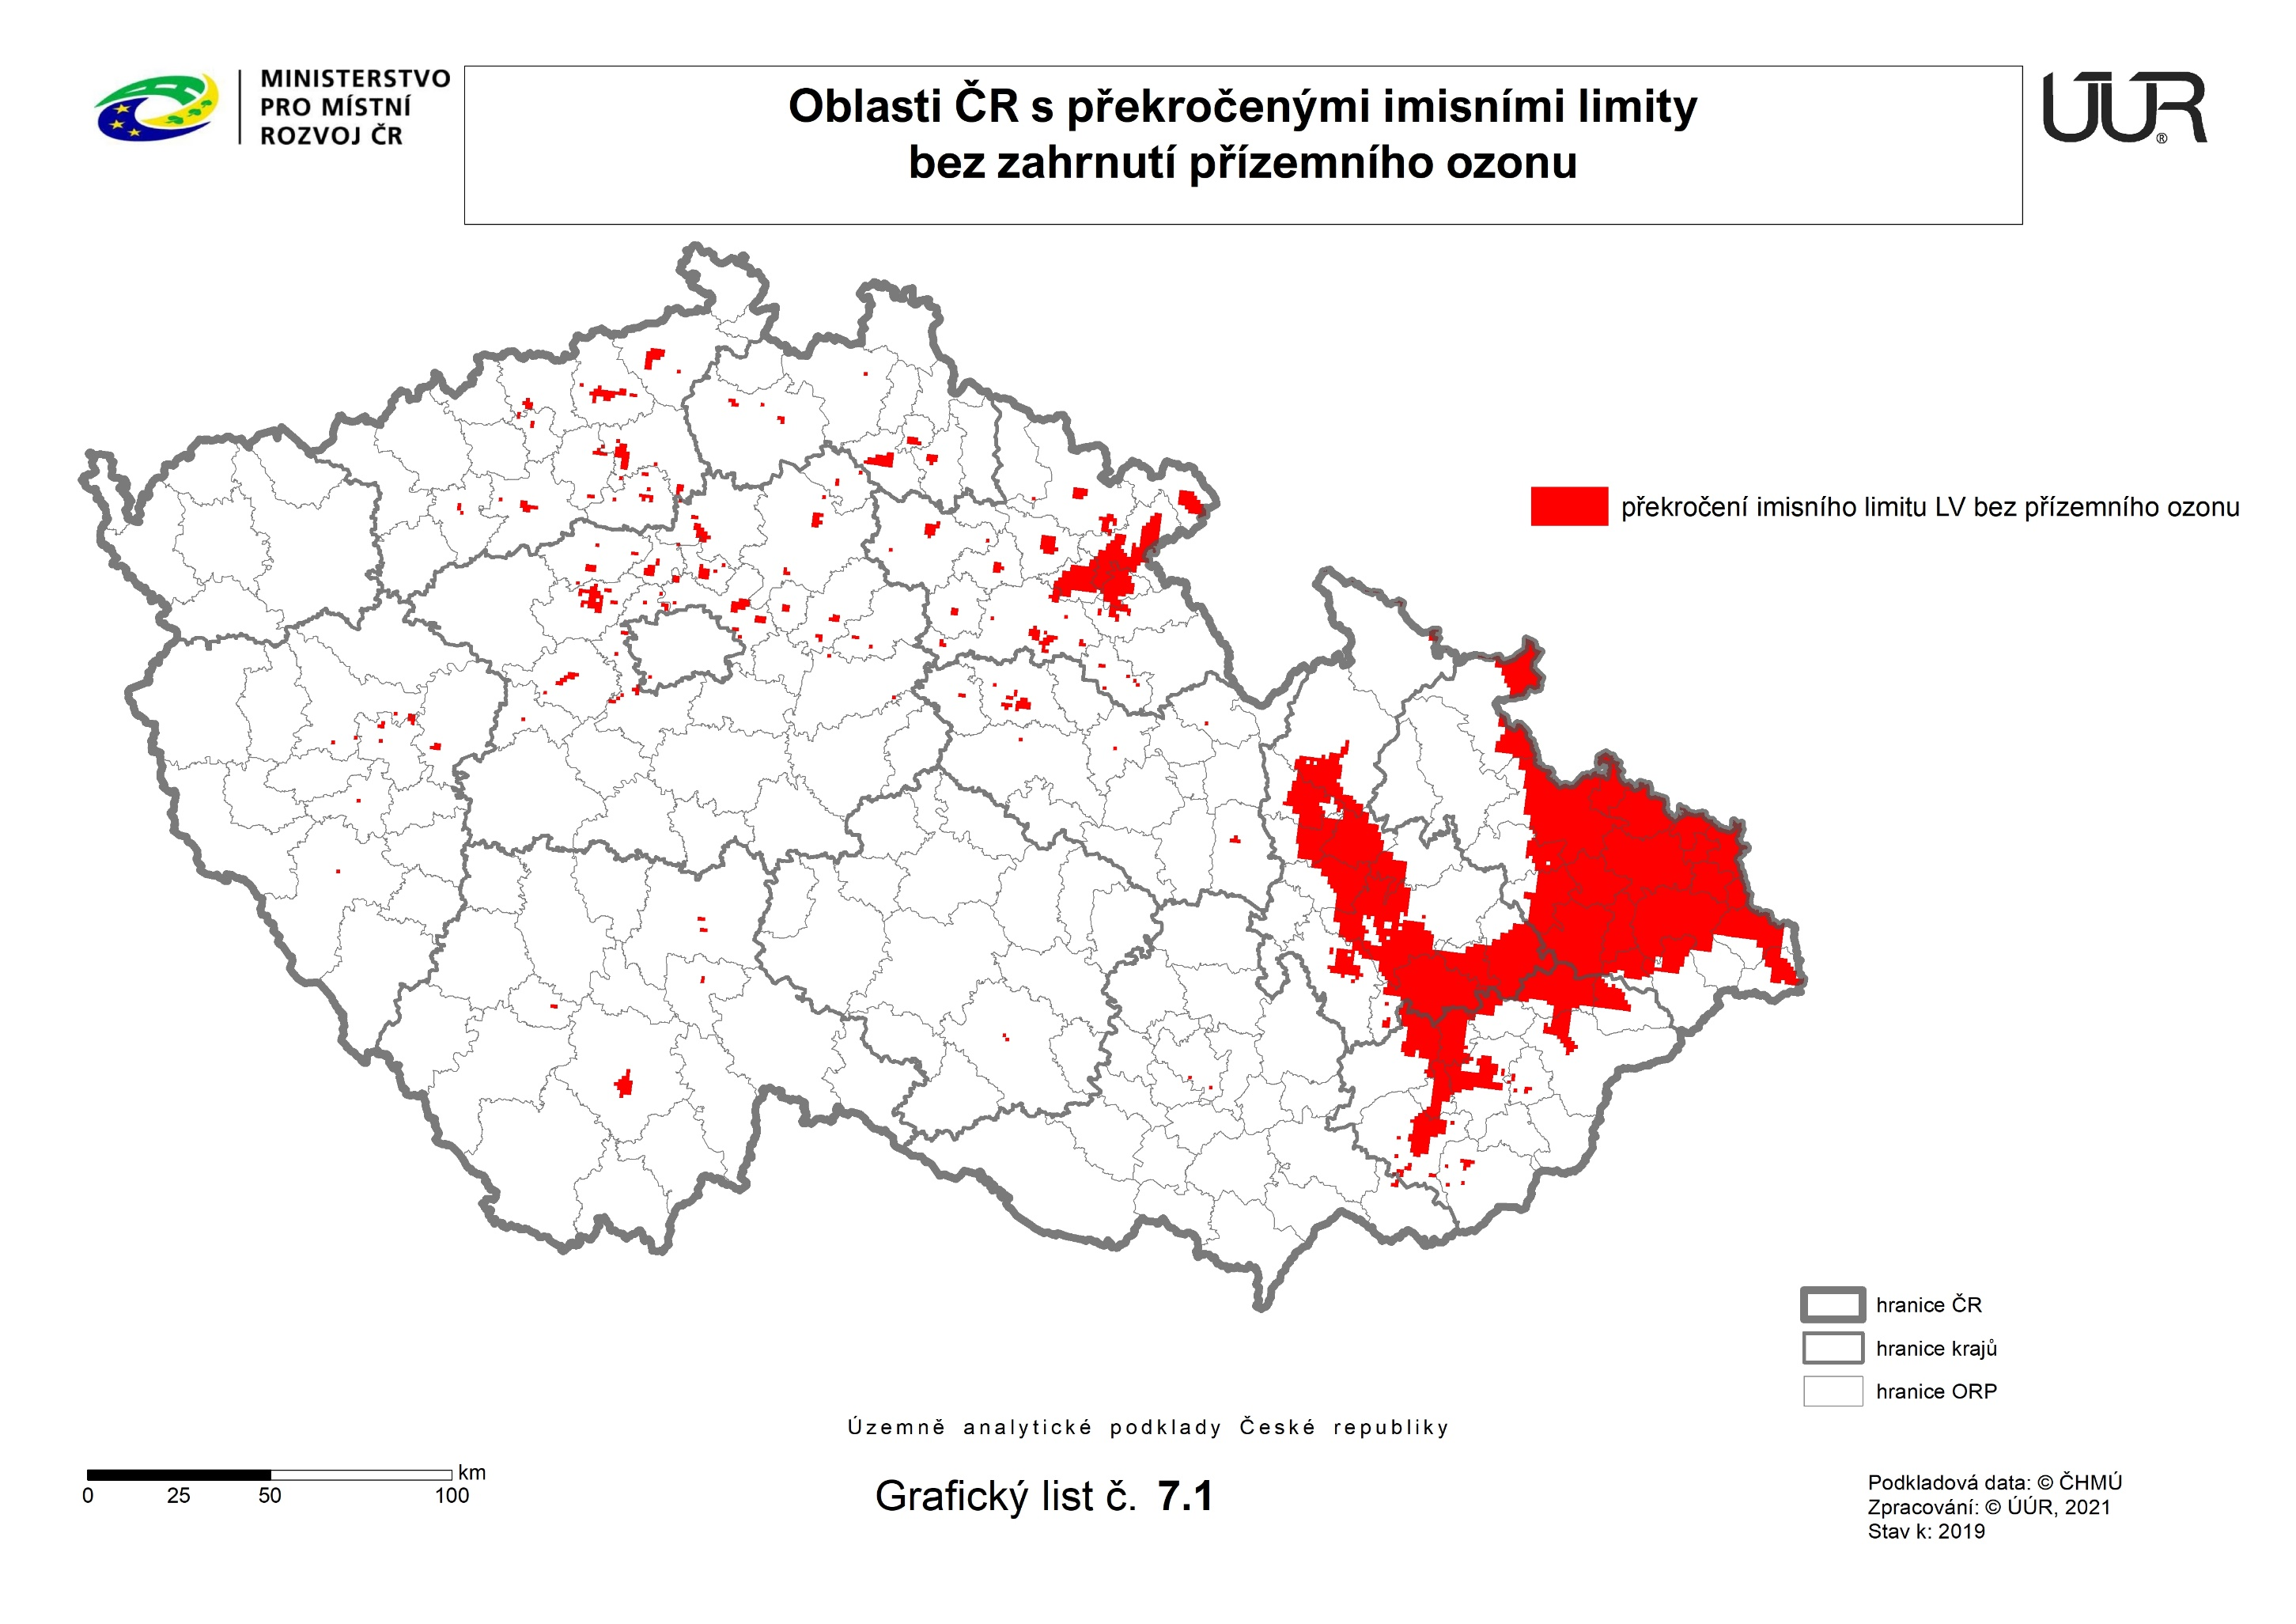 MINISTERSTVO
PRO MÍSTNÍ
ROZVOJ ČR
Oblasti ČR s překročenými imisními limity
bez zahrnutí přízemního ozonu
ÚÚR
®
překročení imisního limitu LV bez přízemního ozonu
hranice ČR
hranice krajů
hranice ORP
Územně analytické podklady České republiky
km
0 25 50 100
Grafický list č. 7.1
Podkladová data: © ČHMÚ
Zpracování: © ÚÚR, 2021
Stav k: 2019